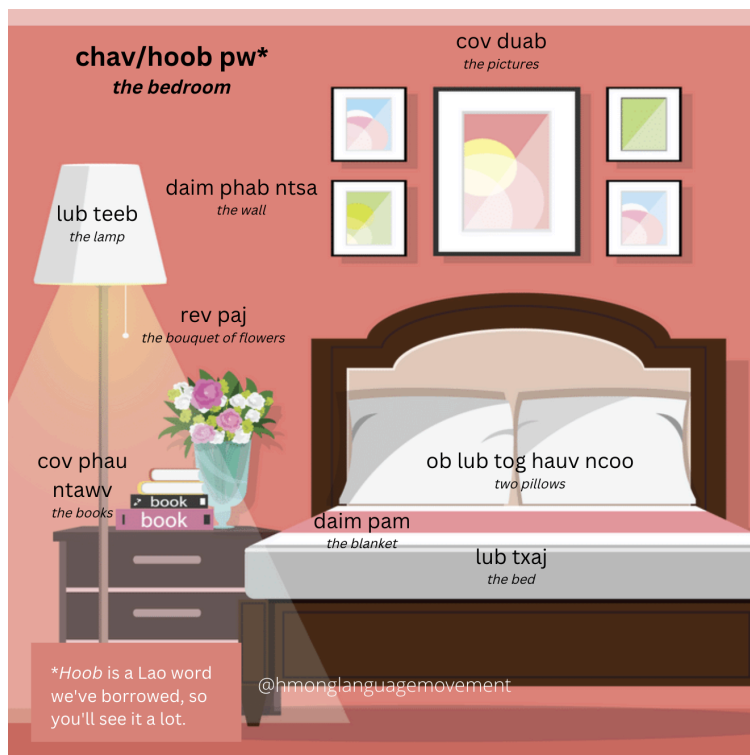 chav/hoob pw*
the bedroom
cov duab
the pictures
daim phab ntsa
the wall
lub teeb
the lamp
rev paj
the bouquet of flowers
cov phau
ntawv
the books
book
book
ob lub tog hauv ncoo
two pillows
daim pam
the blanket
lub txaj
the bed
*Hoob is a Lao word
we've borrowed, so
you'll see it a lot.
@hmonglanguagemovement